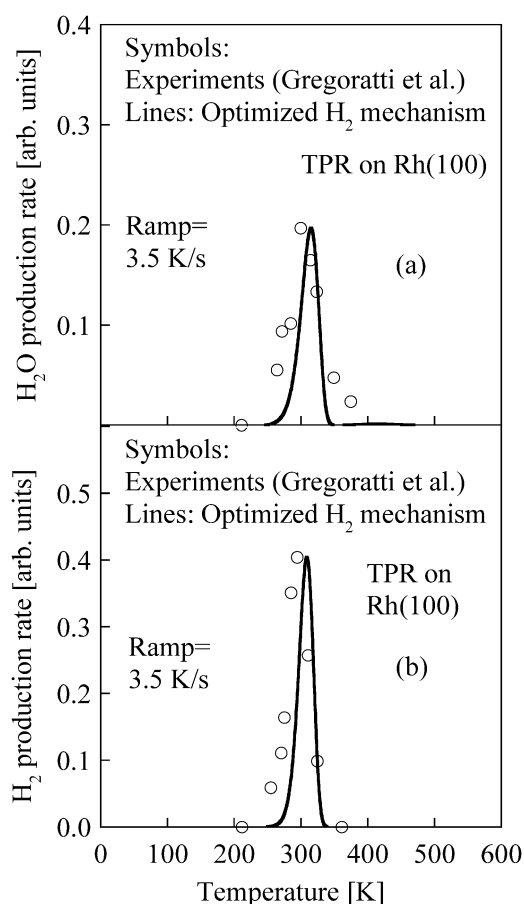 0.4
Symbols:
Experiments (Gregoratti et al.)
Lines: Optimized H₂ mechanism
0.3
TPR on Rh(100)
0.2
Ramp=
3.5 K/s
(a)
0.1
H₂O production rate [arb. units]
Symbols:
Experiments (Gregoratti et al.)
Lines: Optimized H₂ mechanism
0.5
0.4
TPR on
Rh(100)
0.3
Ramp=
3.5 K/s
(b)
0.2
0.1
0.0
H₂ production rate [arb. units]
0 100 200 300 400 500 600
Temperature [K]